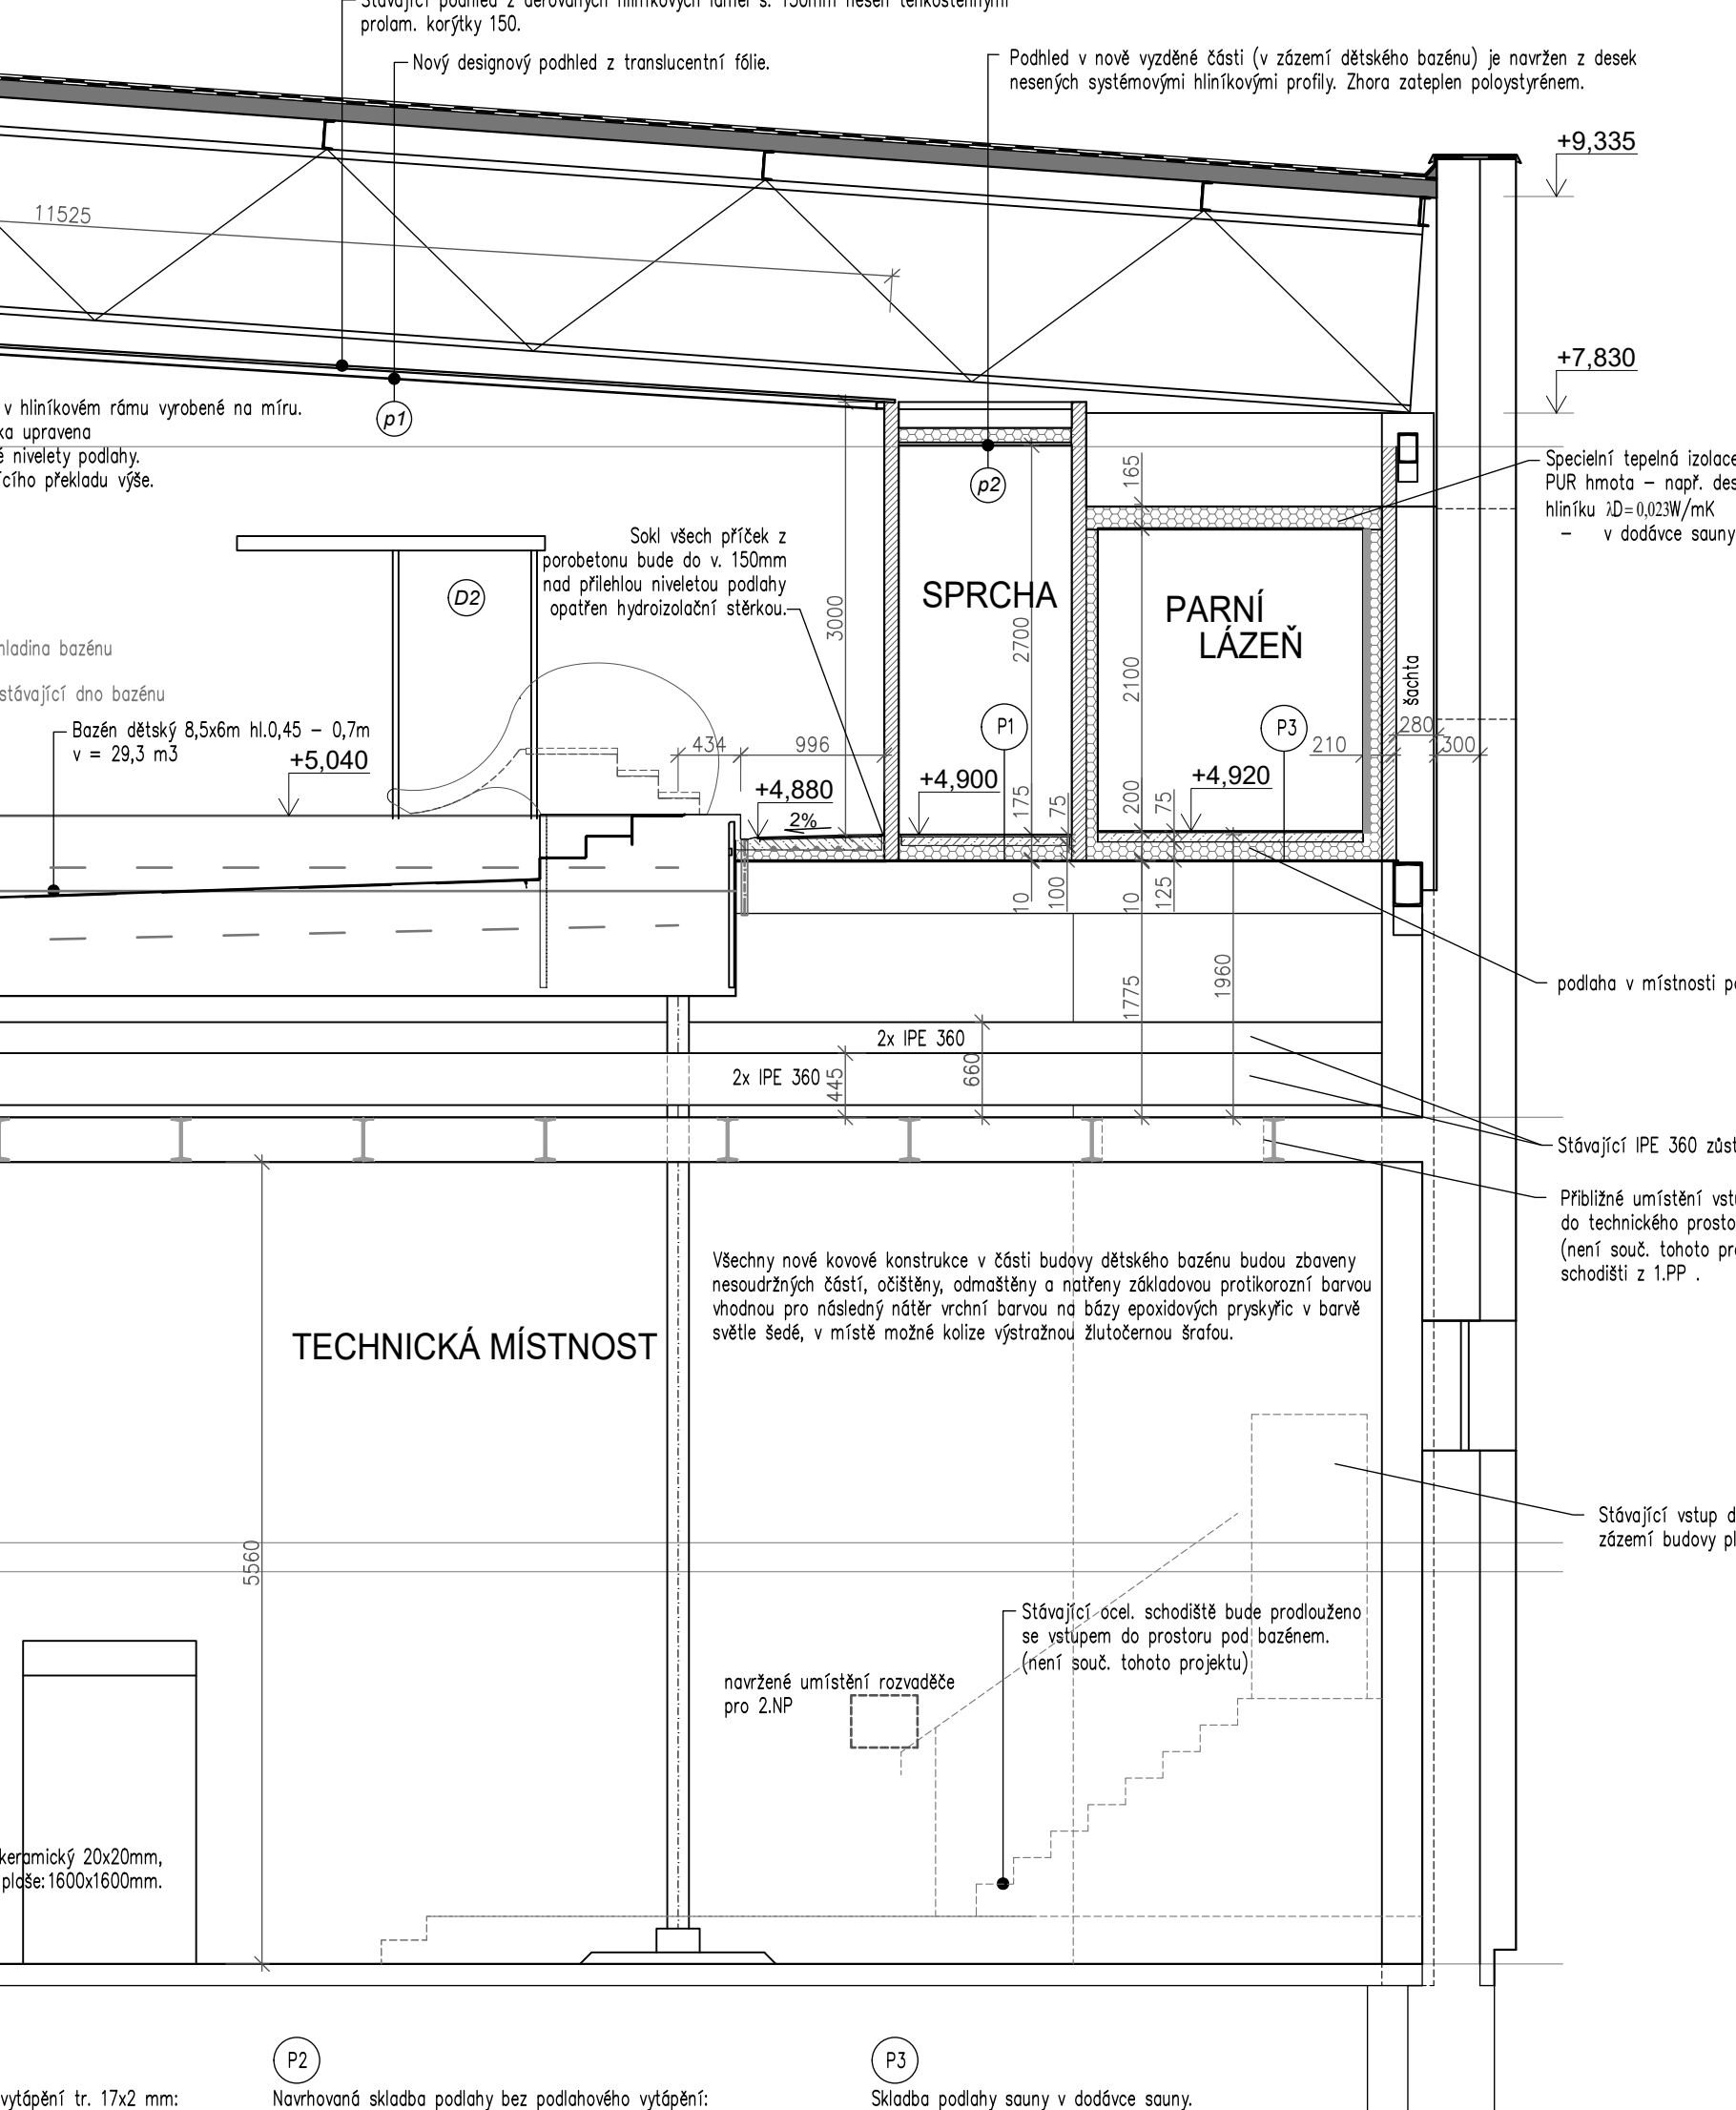 Stávající podhled z děrovaných hliníkových lamel š. 150mm nesen tenkostěnnými
prolam. korýtky 150.
Nový designový podhled z translucentní fólie.
Podhled v nově vyzděné části (v zázemí dětského bazénu) je navržen z desek
nesených systémovými hliníkovými profily. Zhora zateplen poloystyrénem.
+9,335
11525
+7,830
v hliníkovém rámu vyrobené na míru.
ka upravena
é nivelety podlahy.
ícího překladu výše.
p1
p2
165
Specielní tepelná izolace
PUR hmota – např. des
hliníku λD=0,023W/mK
– v dodávce sauny
Sokl všech příček z
porobetonu bude do v. 150mm
nad přilehlou niveletou podlahy
opatřen hydroizolační stěrkou.
D2
3000
SPRCHA
2700
PARNÍ
LÁZEŇ
2100
šachta
hladina bazénu
stávající dno bazénu
Bazén dětský 8,5x6m hl.0,45 – 0,7m
v = 29,3 m3
+5,040
434
996
P1
P3
210
280
300
+4,880
2%
+4,900
175
75
200
75
+4,920
10
100
10
125
1775
1960
podlaha v místnosti
2x IPE 360
2x IPE 360
445
660
Stávající IPE 360 zůst
Přibližné umístění vst
do technického prosto
(není souč. tohoto pr
schodišti z 1.PP .
Všechny nové kovové konstrukce v části budovy dětského bazénu budou zbaveny
nesoudržných částí, očištěny, odmaštěny a natřeny základovou protikorozní barvou
vhodnou pro následný nátěr vrchní barvou na bázy epoxidových pryskyřic v barvě
světle šedé, v místě možné kolize výstražnou žlutočernou šrafou.
TECHNICKÁ MÍSTNOST
5560
Stávající vstup d
zázemí budovy pl
Stávající ocel. schodiště bude prodlouženo
se vstupem do prostoru pod bazénem.
(není souč. tohoto projektu)
navržené umístění rozvaděče
pro 2.NP
keramický 20x20mm,
ploše:1600x1600mm.
P2
P3
vytápění tr. 17x2 mm:
Navrhovaná skladba podlahy bez podlahového vytápění:
Skladba podlahy sauny v dodávce sauny.